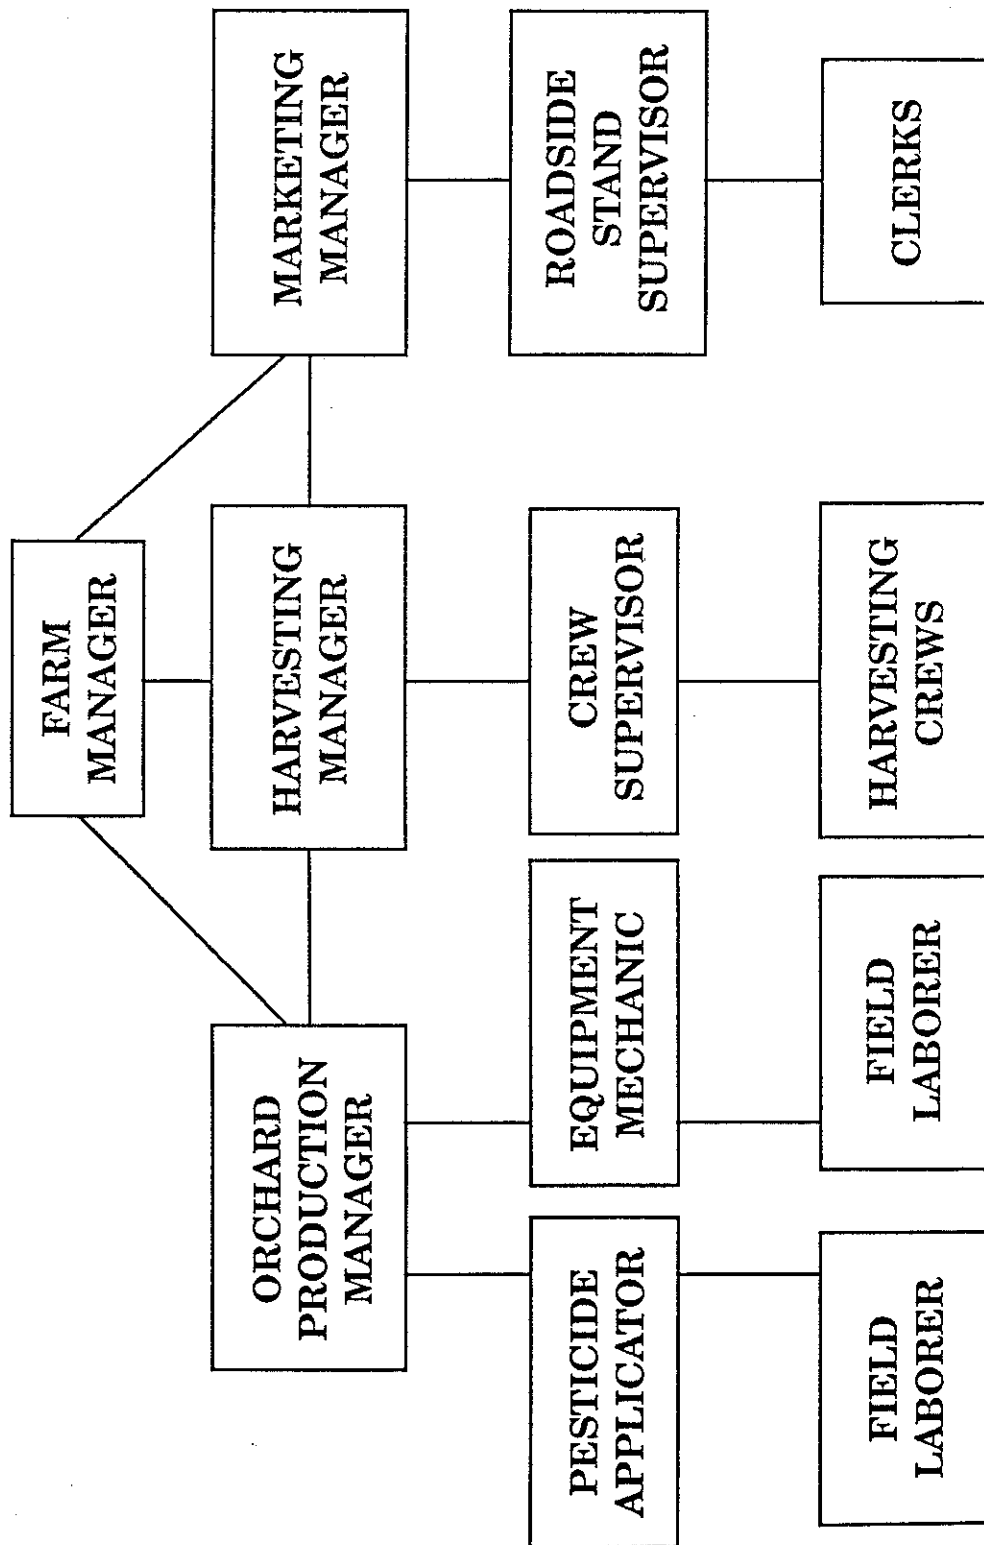 FARM
MANAGER
ORCHARD
PRODUCTION
MANAGER
HARVESTING
MANAGER
MARKETING
MANAGER
PESTICIDE
APPLICATOR
EQUIPMENT
MECHANIC
CREW
SUPERVISOR
ROADSIDE
STAND
SUPERVISOR
FIELD
LABORER
FIELD
LABORER
HARVESTING
CREWS
CLERKS